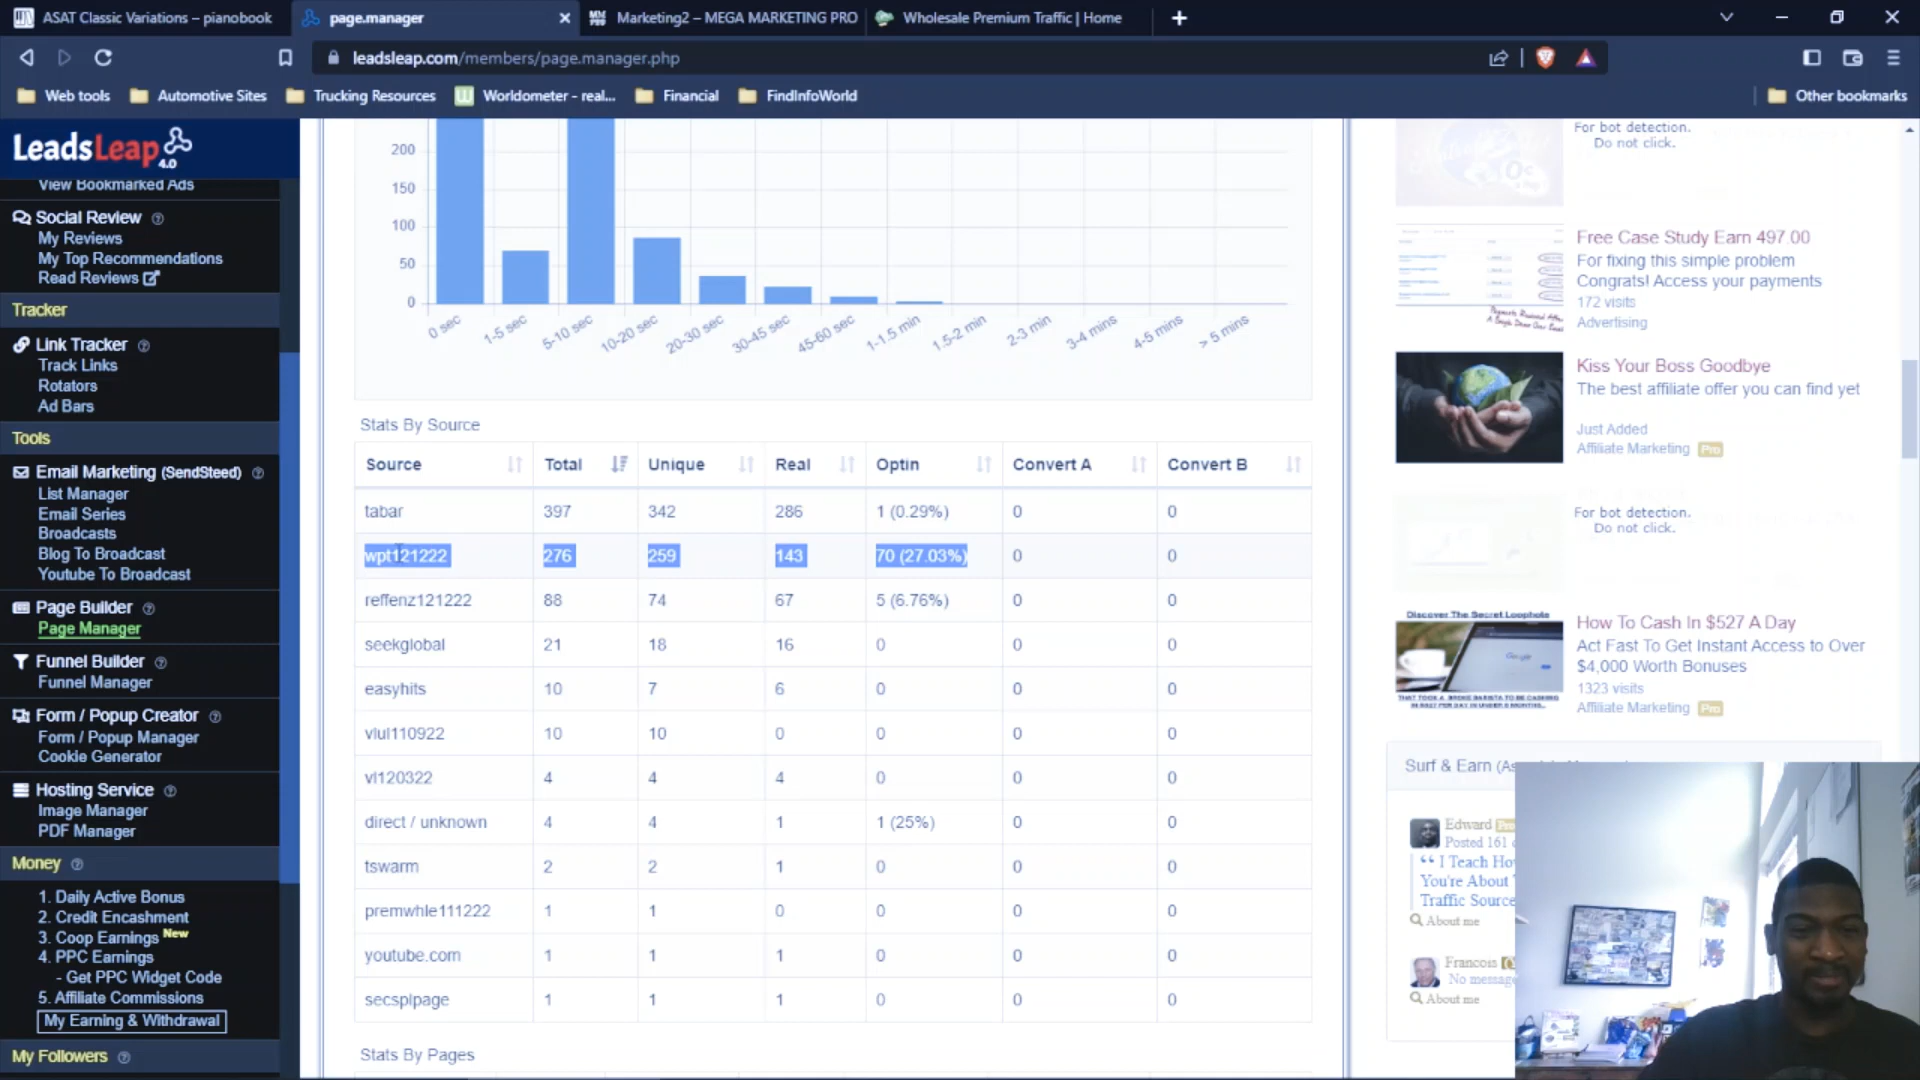 ASAT Classic Variations – pianobook
page.manager
Marketing2 – MEGA MARKETING PRO
Wholesale Premium Traffic | Home
leadsleap.com/members/page.manager.php
Web tools
Automotive Sites
Trucking Resources
Worldometer - real...
Financial
FindInfoWorld
Other bookmarks
LeadsLeap 4.0
View Bookmarked Ads
Social Review
My Reviews
My Top Recommendations
Read Reviews
Tracker
Link Tracker
Track Links
Rotators
Ad Bars
Tools
Email Marketing (SendSteed)
List Manager
Email Series
Broadcasts
Blog To Broadcast
Youtube To Broadcast
Page Builder
Page Manager
Funnel Builder
Funnel Manager
Form / Popup Creator
Form / Popup Manager
Cookie Generator
Hosting Service
Image Manager
PDF Manager
Money
1. Daily Active Bonus
2. Credit Encashment
3. Coop Earnings New
4. PPC Earnings
- Get PPC Widget Code
5. Affiliate Commissions
My Earning & Withdrawal
My Followers
200
150
100
50
0
0 sec
1-5 sec
5-10 sec
10-20 sec
20-30 sec
30-45 sec
45-60 sec
1-1.5 min
1.5-2 min
2-3 min
3-4 mins
4-5 mins
> 5 mins
Stats By Source
Source Total Unique Real Optin Convert A Convert B
tabar 397 342 286 1 (0.29%) 0 0
wpt121222 276 259 143 70 (27.03%) 0 0
reffenz121222 88 74 67 5 (6.76%) 0 0
seekglobal 21 18 16 0 0 0
easyhits 10 7 6 0 0 0
vlul110922 10 10 0 0 0 0
vl120322 4 4 4 0 0 0
direct / unknown 4 4 1 1 (25%) 0 0
tswarm 2 2 1 0 0 0
premwhle111222 1 1 0 0 0 0
youtube.com 1 1 1 0 0 0
secsplpage 1 1 1 0 0 0
Stats By Pages
For bot detection.
Do not click.
Free Case Study Earn 497.00
For fixing this simple problem
Congrats! Access your payments
172 visits
Advertising
Kiss Your Boss Goodbye
The best affiliate offer you can find yet
Just Added
Affiliate Marketing Pro
For bot detection.
Do not click.
Discover The Secret Loophole
Google
How To Cash In $527 A Day
Act Fast To Get Instant Access to Over
$4,000 Worth Bonuses
1323 visits
Affiliate Marketing Pro
Surf & Earn
Edward
Posted 161
I Teach
You're About
Traffic Source
About me
Francois
No message
About me